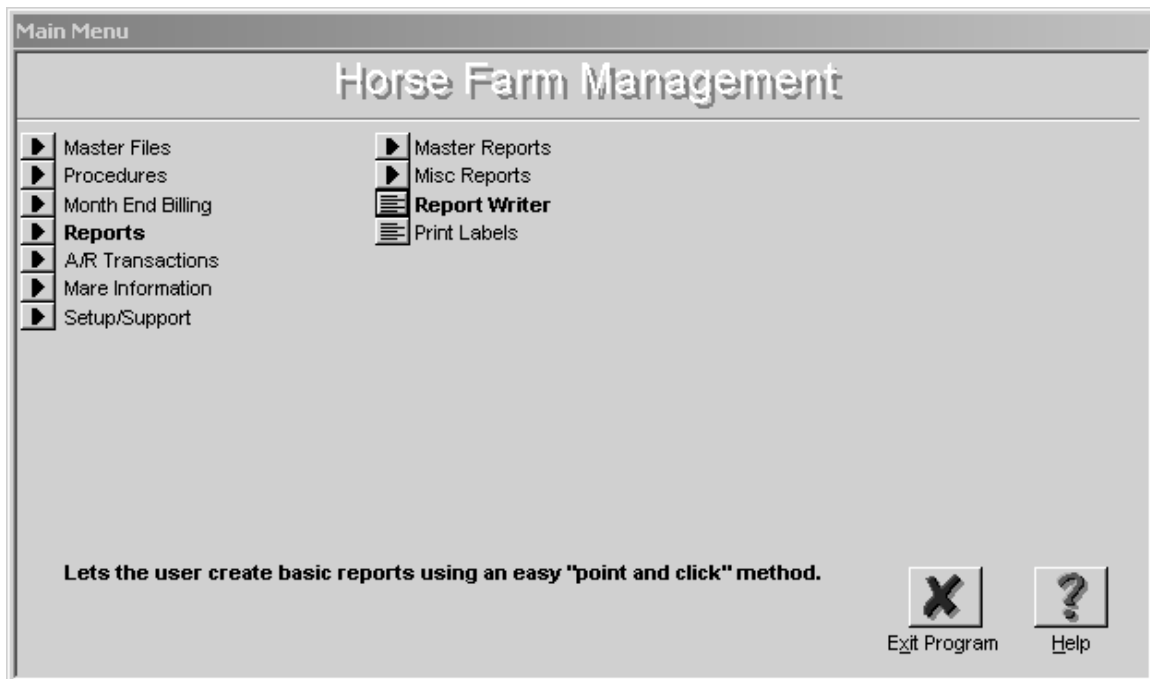 Main Menu
Horse Farm Management
Master Files
Procedures
Month End Billing
Reports
A/R Transactions
Mare Information
Setup/Support
Master Reports
Misc Reports
Report Writer
Print Labels
Lets the user create basic reports using an easy "point and click" method.
Exit Program
Help